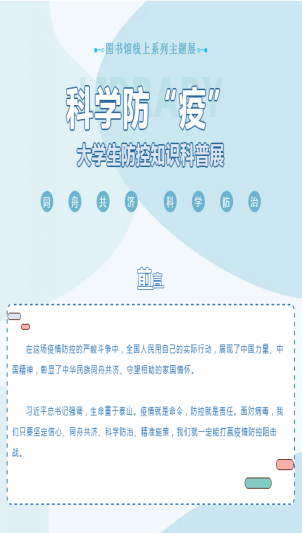 图书馆线上系列主题展
LIBRARY
科学防“疫”
大学生防控知识科普展
同舟共济 科学防治
前言
在这场疫情防控的严峻斗争中，全国人民用自己的实际行动，展现了中国力量、中
国精神，彰显了中华民族同舟共济、守望相助的家国情怀。
习近平总书记强调，生命重于泰山。疫情就是命令，防控就是责任。面对病毒，我
们只要坚定信心、同舟共济、科学防治、精准施策，我们就一定能打赢疫情防控阻击
战。